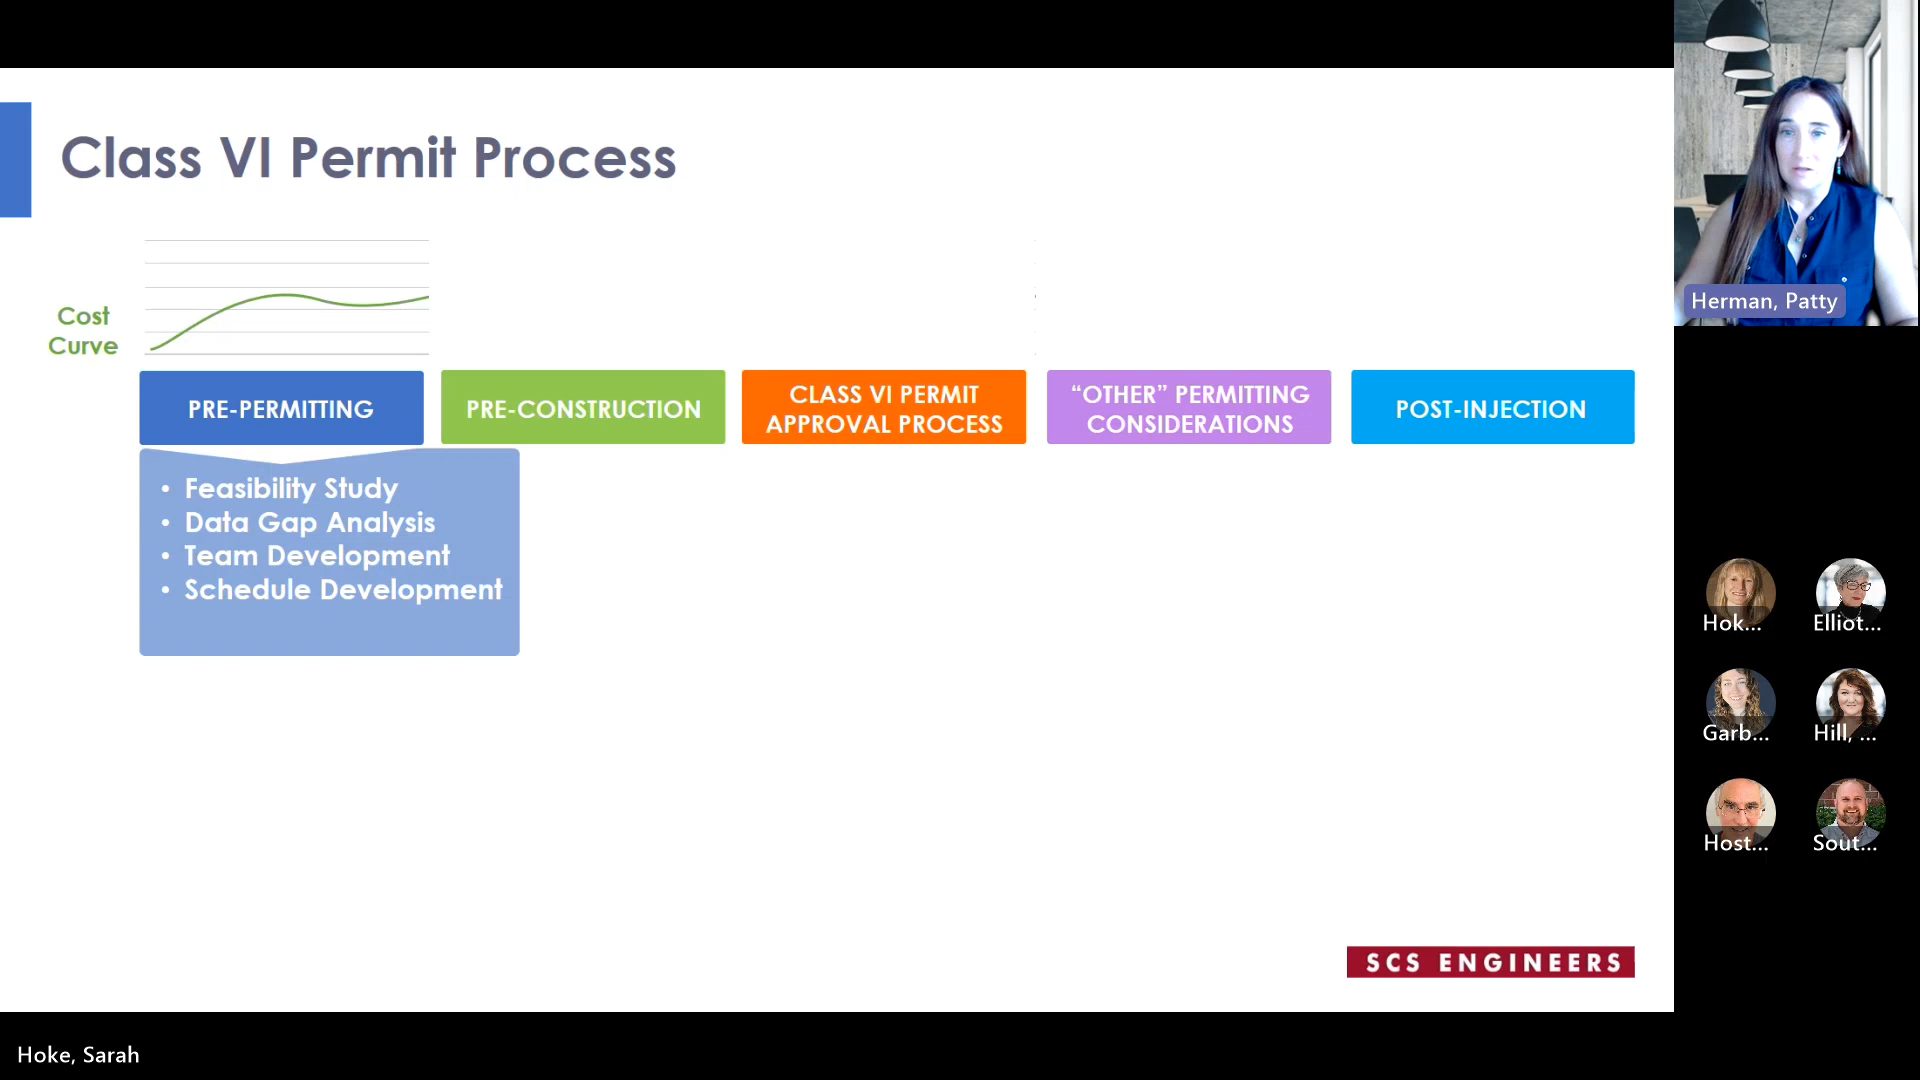 Class VI Permit Process
Cost
Curve
PRE-PERMITTING
PRE-CONSTRUCTION
CLASS VI PERMIT
APPROVAL PROCESS
“OTHER” PERMITTING
CONSIDERATIONS
POST-INJECTION
• Feasibility Study
• Data Gap Analysis
• Team Development
• Schedule Development
SCS ENGINEERS
Herman, Patty
Hok...
Elliot...
Garb...
Hill, ...
Host...
Sout...
Hoke, Sarah